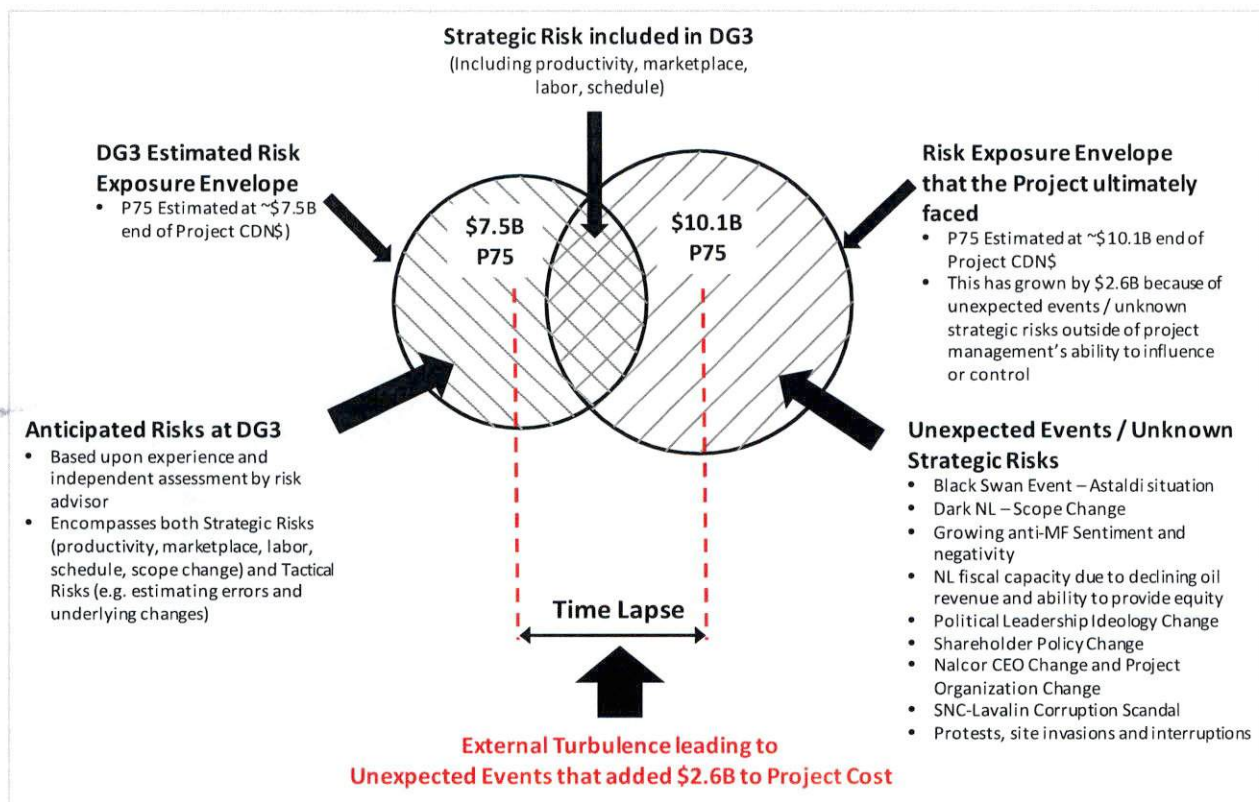 Strategic Risk included in DG3
(Including productivity, marketplace,
labor, schedule)
DG3 Estimated Risk
Exposure Envelope
• P75 Estimated at ~$7.5B
end of Project CDN$)
$7.5B
P75
$10.1B
P75
Risk Exposure Envelope
that the Project ultimately
faced
• P75 Estimated at ~$10.1B end of
Project CDN$
• This has grown by $2.6B because of
unexpected events / unknown
strategic risks outside of project
management's ability to influence
or control
Anticipated Risks at DG3
• Based upon experience and
independent assessment by risk
advisor
• Encompasses both Strategic Risks
(productivity, marketplace, labor,
schedule, scope change) and Tactical
Risks (e.g. estimating errors and
underlying changes)
Unexpected Events / Unknown
Strategic Risks
• Black Swan Event – Astaldi situation
• Dark NL – Scope Change
• Growing anti-MF Sentiment and
negativity
• NL fiscal capacity due to declining oil
revenue and ability to provide equity
• Political Leadership Ideology Change
• Shareholder Policy Change
• Nalcor CEO Change and Project
Organization Change
• SNC-Lavalin Corruption Scandal
• Protests, site invasions and interruptions
Time Lapse
External Turbulence leading to
Unexpected Events that added $2.6B to Project Cost